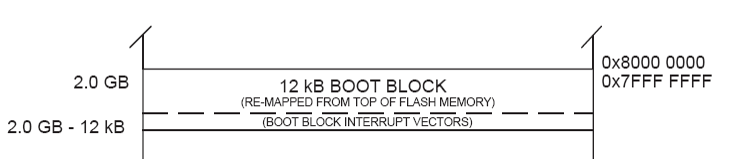 0x8000 0000
2.0 GB
12 kB BOOT BLOCK
0x7FFF FFFF
(RE-MAPPED FROM TOP OF FLASH MEMORY)
2.0 GB - 12 kB
(BOOT BLOCK INTERRUPT VECTORS)